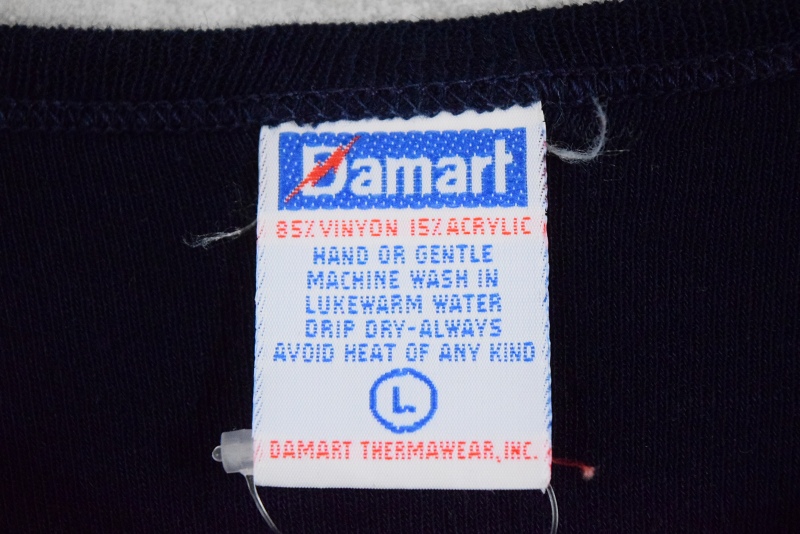 Damart
85% VINYON 15% ACRYLIC
HAND OR GENTLE
MACHINE WASH IN
LUKEWARM WATER
DRIP DRY-ALWAYS
AVOID HEAT OF ANY KIND
L
DAMART THERMAWEAR, INC.